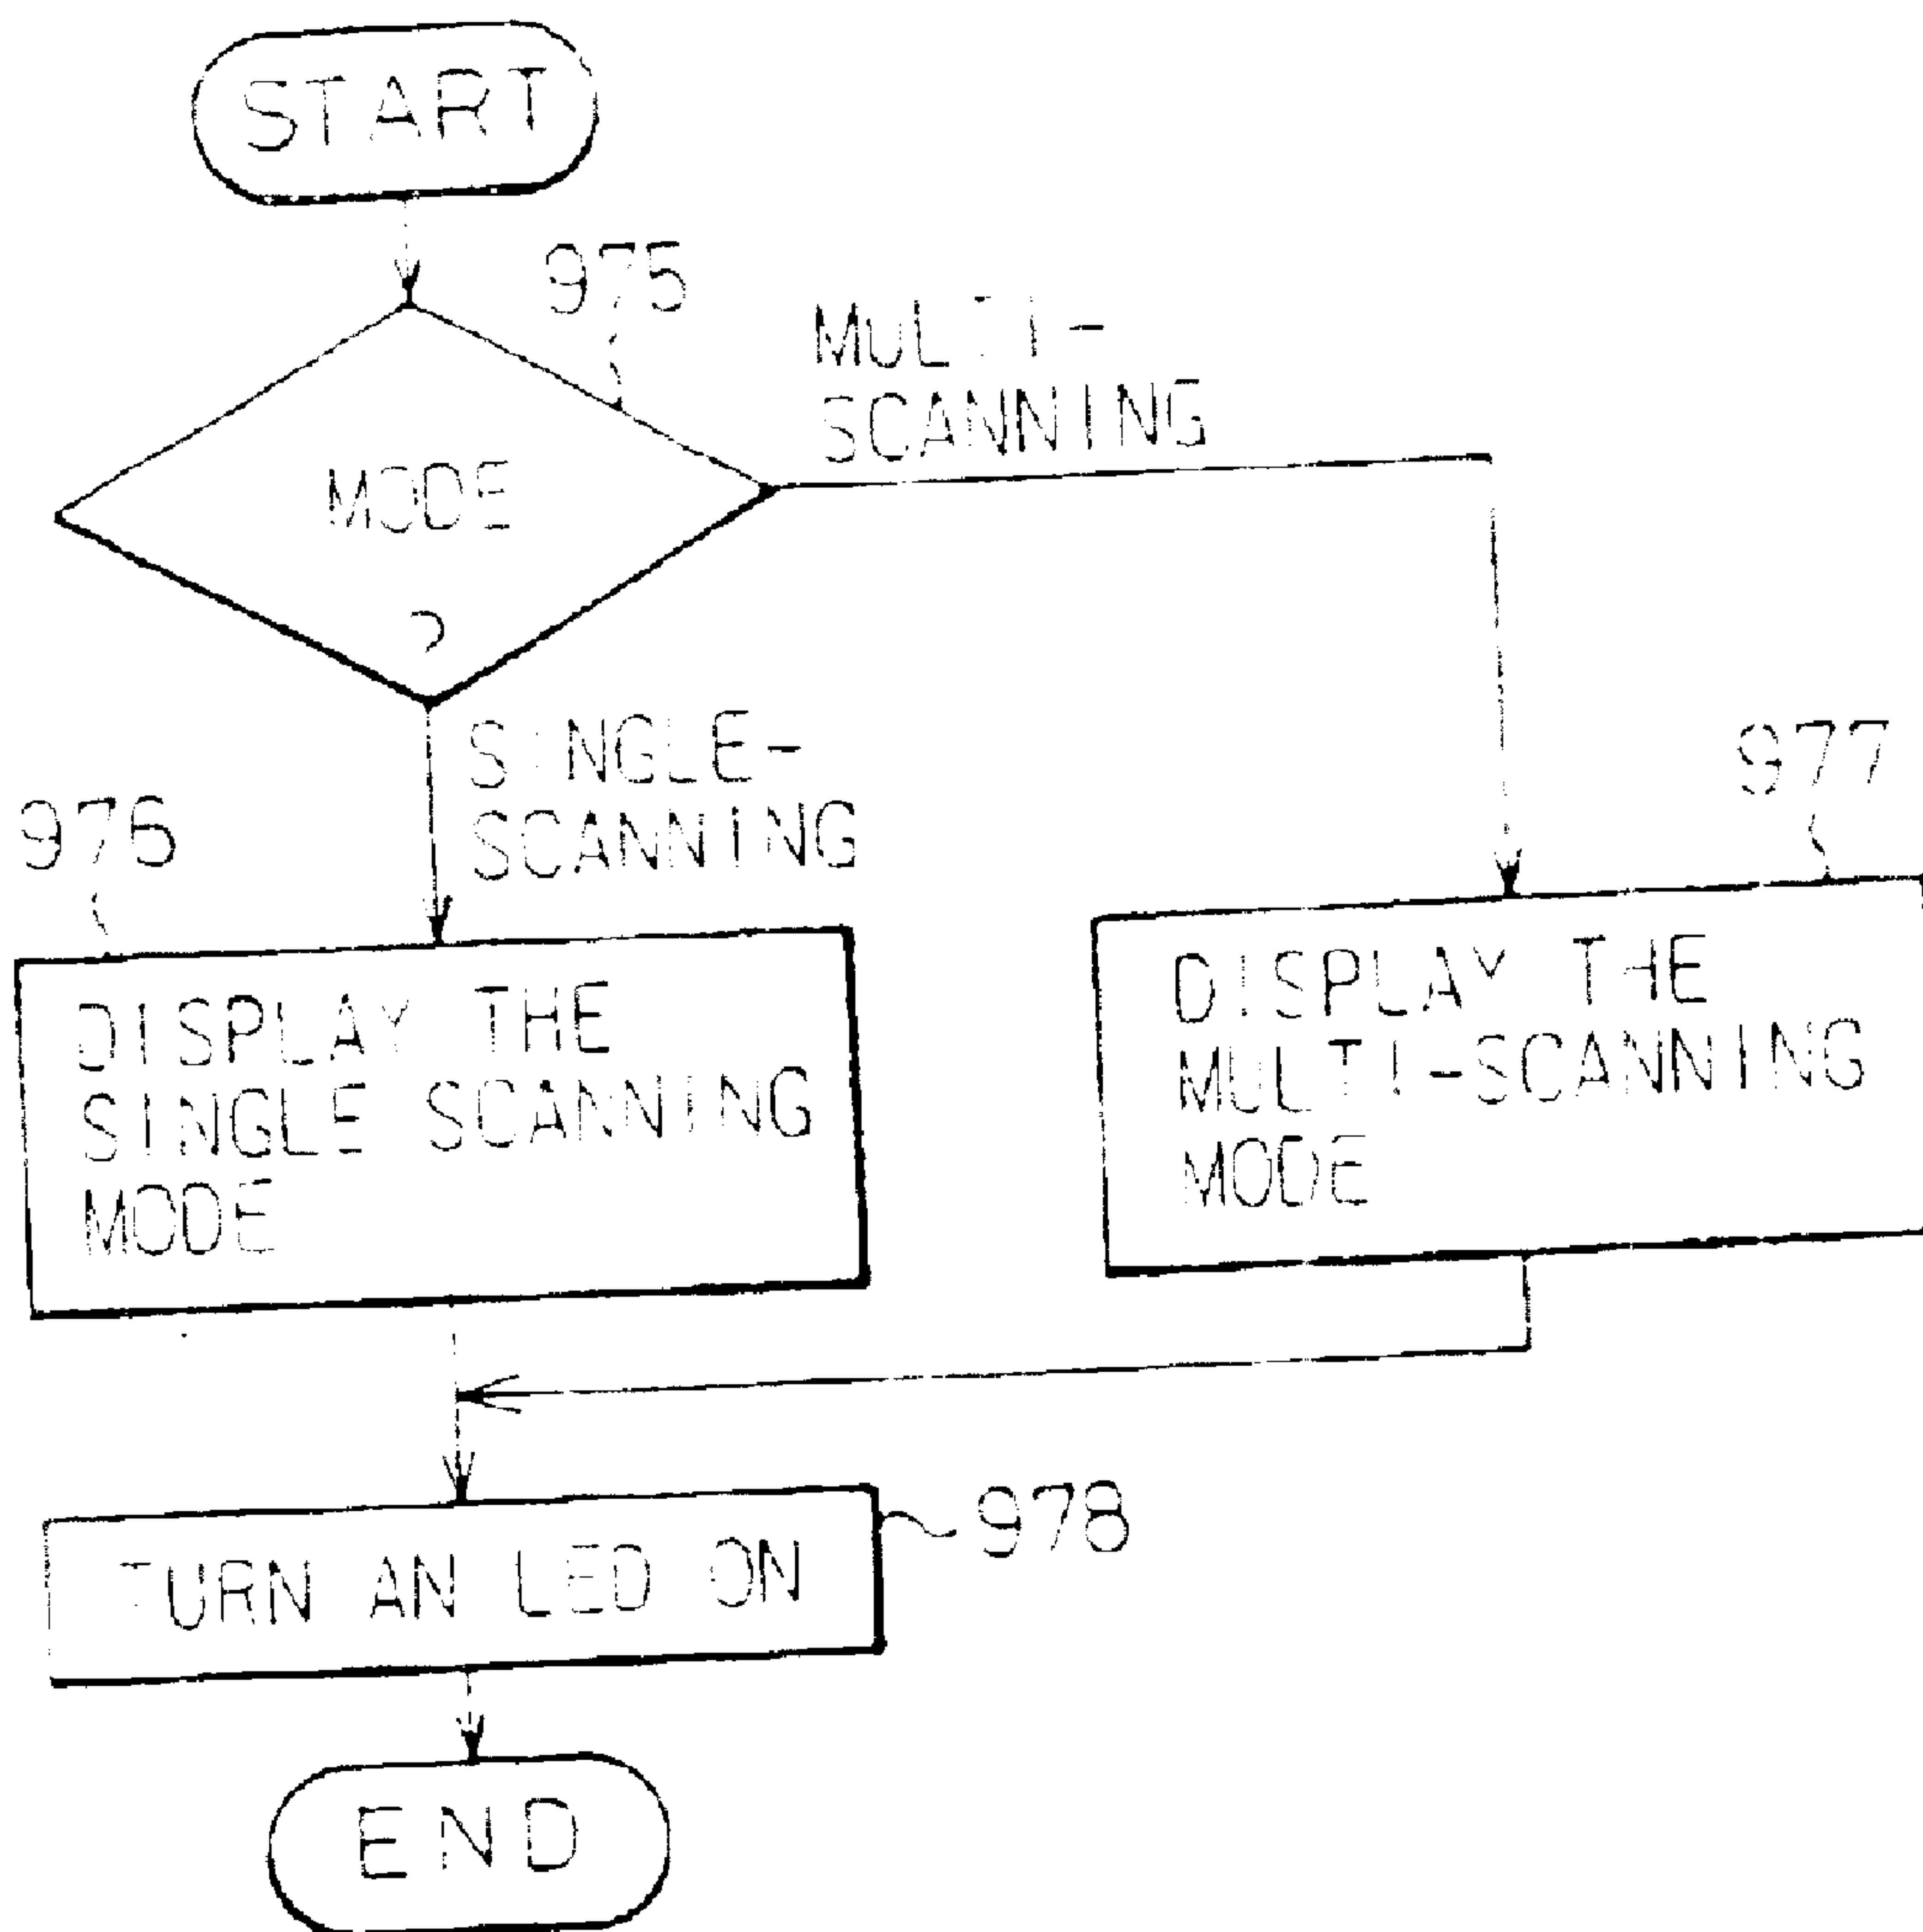 START
975
MULTI-
SCANNING
MODE
?
SINGLE-
SCANNING
976
977
DISPLAY THE
SINGLE SCANNING
MODE
DISPLAY THE
MULTI-SCANNING
MODE
TURN AN LED ON
978
END